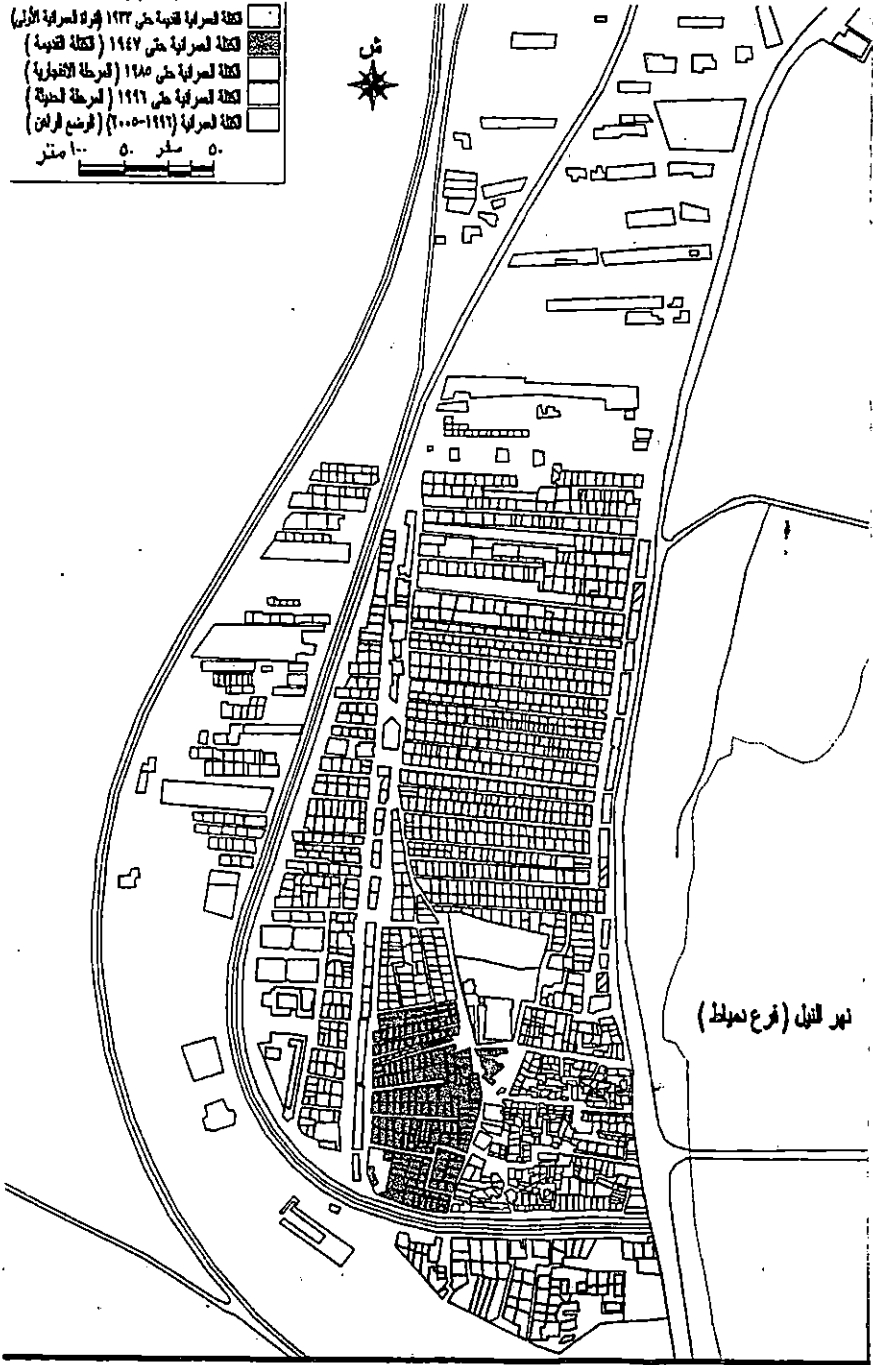 الكتلة العمرانية القديمة حتى ١٩٣٣ (النواة العمرانية الأولى)
الكتلة العمرانية حتى ١٩٤٧ ( الكتلة القديمة )
الكتلة العمرانية حتى ١٩٨٥ ( المرحلة الانفجارية )
الكتلة العمرانية حتى ١٩٩٦ ( المرحلة الحديثة )
الكتلة العمرانية (١٩٩٦-٢٠٠٥) ( الوضع الراهن )
٥٠ صفر ٥٠ ١٠٠ متر
ش
نهر النيل ( فرع دمياط )